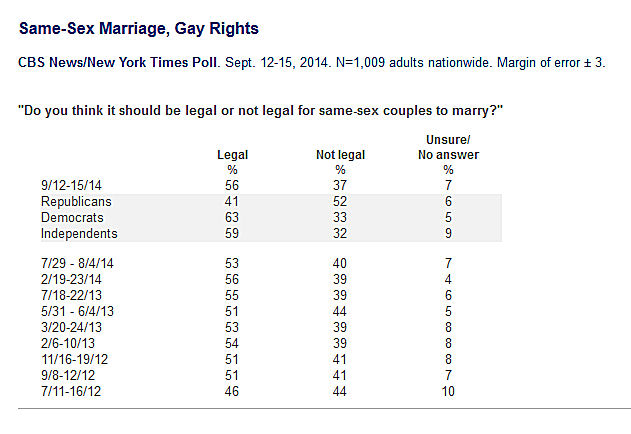 Same-Sex Marriage, Gay Rights
CBS News/New York Times Poll. Sept. 12-15, 2014. N=1,009 adults nationwide. Margin of error ± 3.
"Do you think it should be legal or not legal for same-sex couples to marry?"
Unsure/
Legal Not legal No answer
% % %
9/12-15/14 56 37 7
Republicans 41 52 6
Democrats 63 33 5
Independents 59 32 9
7/29 - 8/4/14 53 40 7
2/19-23/14 56 39 4
7/18-22/13 55 39 6
5/31 - 6/4/13 51 44 5
3/20-24/13 53 39 8
2/6-10/13 54 39 8
11/16-19/12 51 41 8
9/8-12/12 51 41 7
7/11-16/12 46 44 10